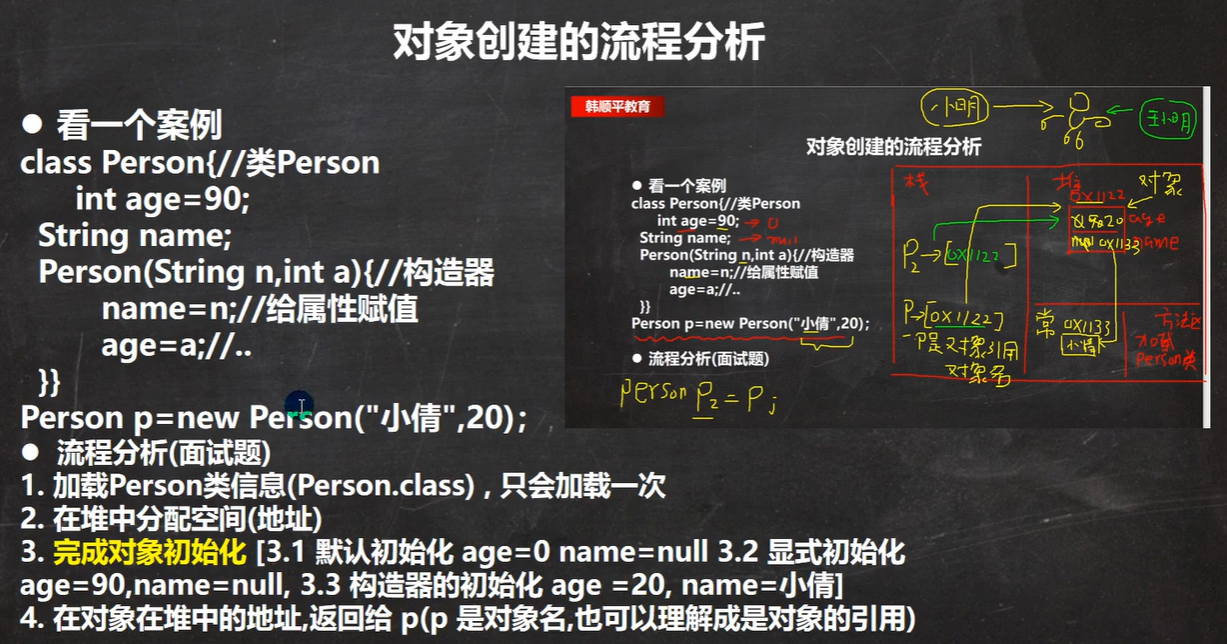 对象创建的流程分析
● 看一个案例
class Person{//类Person
int age=90;
String name;
Person(String n,int a){//构造器
name=n;//给属性赋值
age=a;//..
}}
Person p=new Person("小倩",20);
● 流程分析(面试题)
1. 加载Person类信息(Person.class) , 只会加载一次
2. 在堆中分配空间(地址)
3. 完成对象初始化 [3.1 默认初始化 age=0 name=null 3.2 显式初始化
age=90,name=null, 3.3 构造器的初始化 age =20, name=小倩]
4. 在对象在堆中的地址,返回给 p(p 是对象名,也可以理解成是对象的引用)
韩顺平教育
小明
对象创建的流程分析
● 看一个案例
class Person{//类Person
int age=90; → 0
String name; → null
Person(String n,int a){//构造器
name=n;//给属性赋值
age=a;//..
}}
Person p=new Person("小倩",20);
● 流程分析(面试题)
Person P2 = P;
栈
堆
对象
0X1122
age
null 0X1133 name
P2→[0X1122]
P→[0X1122]
P是对象引用
对象名
常
0X1133
小倩
方法区
加载
Person类